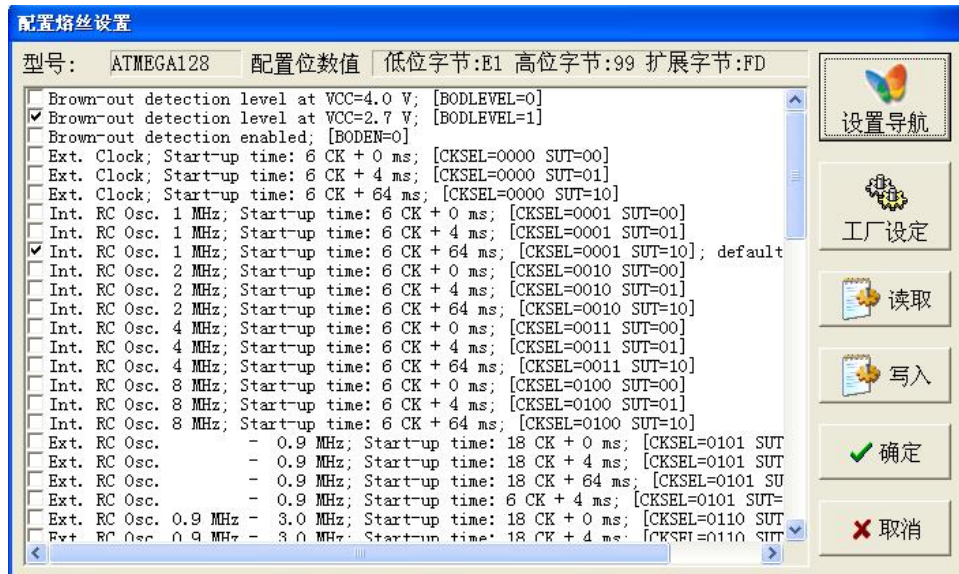 配置熔丝设置
型号: ATMEGA128 配置位数值 低位字节:E1 高位字节:99 扩展字节:FD
Brown-out detection level at VCC=4.0 V; [BODLEVEL=0]
Brown-out detection level at VCC=2.7 V; [BODLEVEL=1]
Brown-out detection enabled; [BODEN=0]
Ext. Clock; Start-up time: 6 CK + 0 ms; [CKSEL=0000 SUT=00]
Ext. Clock; Start-up time: 6 CK + 4 ms; [CKSEL=0000 SUT=01]
Ext. Clock; Start-up time: 6 CK + 64 ms; [CKSEL=0000 SUT=10]
Int. RC Osc. 1 MHz; Start-up time: 6 CK + 0 ms; [CKSEL=0001 SUT=00]
Int. RC Osc. 1 MHz; Start-up time: 6 CK + 4 ms; [CKSEL=0001 SUT=01]
Int. RC Osc. 1 MHz; Start-up time: 6 CK + 64 ms; [CKSEL=0001 SUT=10]; default
Int. RC Osc. 2 MHz; Start-up time: 6 CK + 0 ms; [CKSEL=0010 SUT=00]
Int. RC Osc. 2 MHz; Start-up time: 6 CK + 4 ms; [CKSEL=0010 SUT=01]
Int. RC Osc. 2 MHz; Start-up time: 6 CK + 64 ms; [CKSEL=0010 SUT=10]
Int. RC Osc. 4 MHz; Start-up time: 6 CK + 0 ms; [CKSEL=0011 SUT=00]
Int. RC Osc. 4 MHz; Start-up time: 6 CK + 4 ms; [CKSEL=0011 SUT=01]
Int. RC Osc. 4 MHz; Start-up time: 6 CK + 64 ms; [CKSEL=0011 SUT=10]
Int. RC Osc. 8 MHz; Start-up time: 6 CK + 0 ms; [CKSEL=0100 SUT=00]
Int. RC Osc. 8 MHz; Start-up time: 6 CK + 4 ms; [CKSEL=0100 SUT=01]
Int. RC Osc. 8 MHz; Start-up time: 6 CK + 64 ms; [CKSEL=0100 SUT=10]
Ext. RC Osc. - 0.9 MHz; Start-up time: 18 CK + 0 ms; [CKSEL=0101 SUT
Ext. RC Osc. - 0.9 MHz; Start-up time: 18 CK + 4 ms; [CKSEL=0101 SUT
Ext. RC Osc. - 0.9 MHz; Start-up time: 18 CK + 64 ms; [CKSEL=0101 SU
Ext. RC Osc. - 0.9 MHz; Start-up time: 6 CK + 4 ms; [CKSEL=0101 SUT=
Ext. RC Osc. 0.9 MHz - 3.0 MHz; Start-up time: 18 CK + 0 ms; [CKSEL=0110 SUT
Ext. RC Osc. 0.9 MHz - 3.0 MHz; Start-up time: 18 CK + 4 ms; [CKSEL=0110 SUT
设置导航
工厂设定
读取
写入
确定
取消